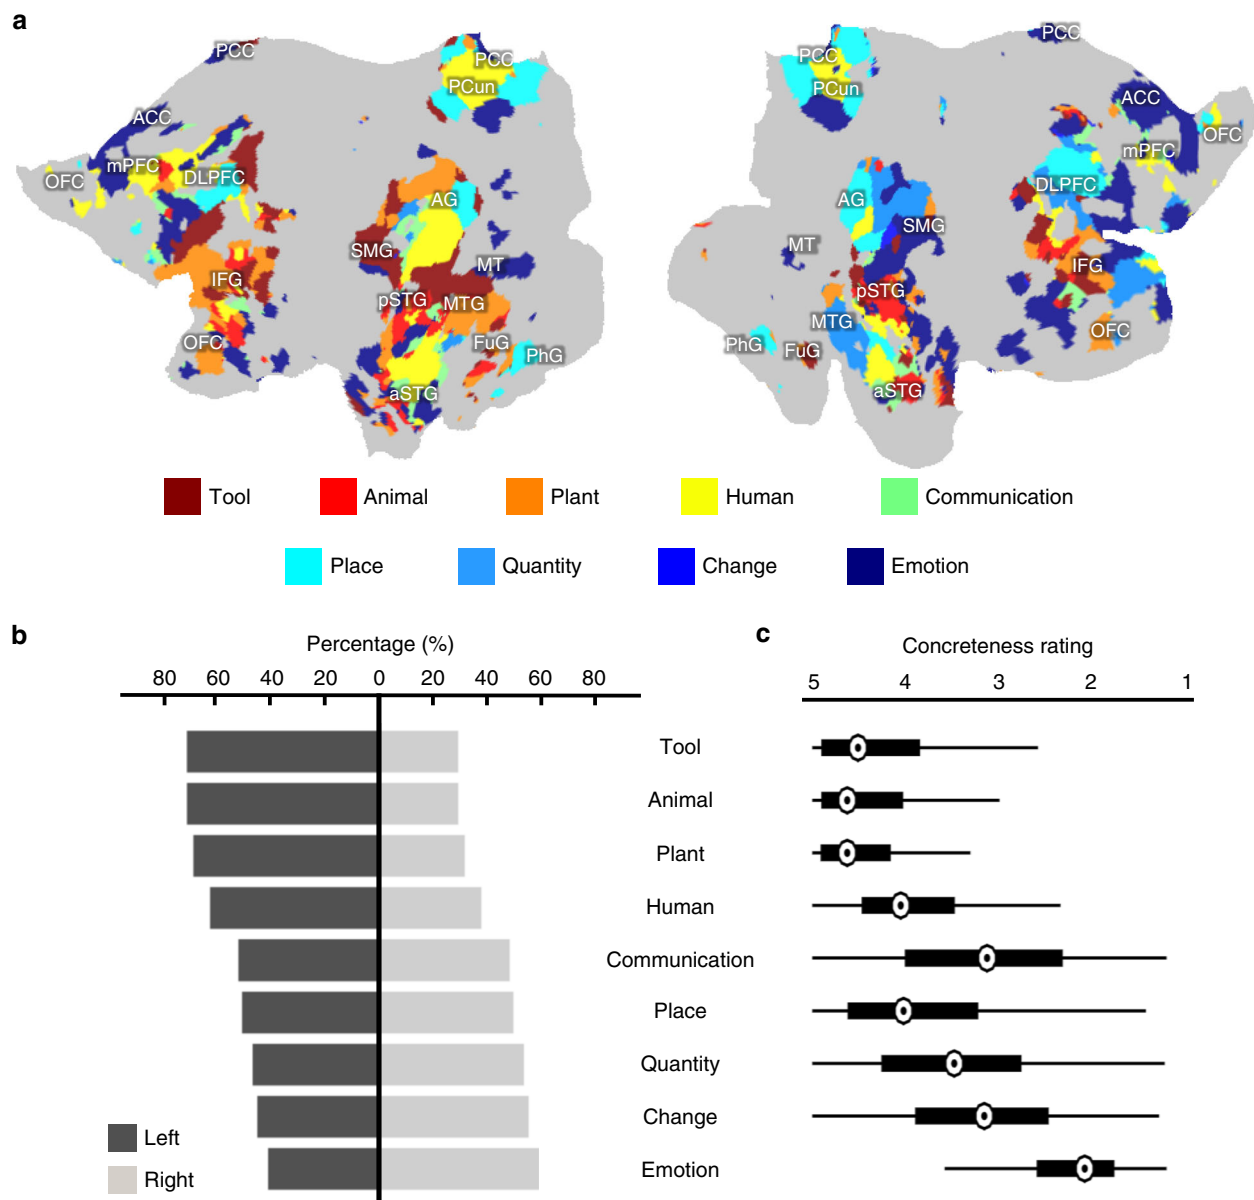 a
PCC
PCC
PCun
ACC
mPFC
OFC
DLPFC
AG
SMG
MT
IFG
pSTG
MTG
OFC
FuG
PhG
aSTG
PCC
PCC
PCun
ACC
OFC
mPFC
DLPFC
AG
SMG
MT
IFG
pSTG
MTG
OFC
PhG
FuG
aSTG
Tool Animal Plant Human Communication
Place Quantity Change Emotion
b
Percentage (%)
80 60 40 20 0 20 40 60 80
Left
Right
c
Concreteness rating
5 4 3 2 1
Tool
Animal
Plant
Human
Communication
Place
Quantity
Change
Emotion